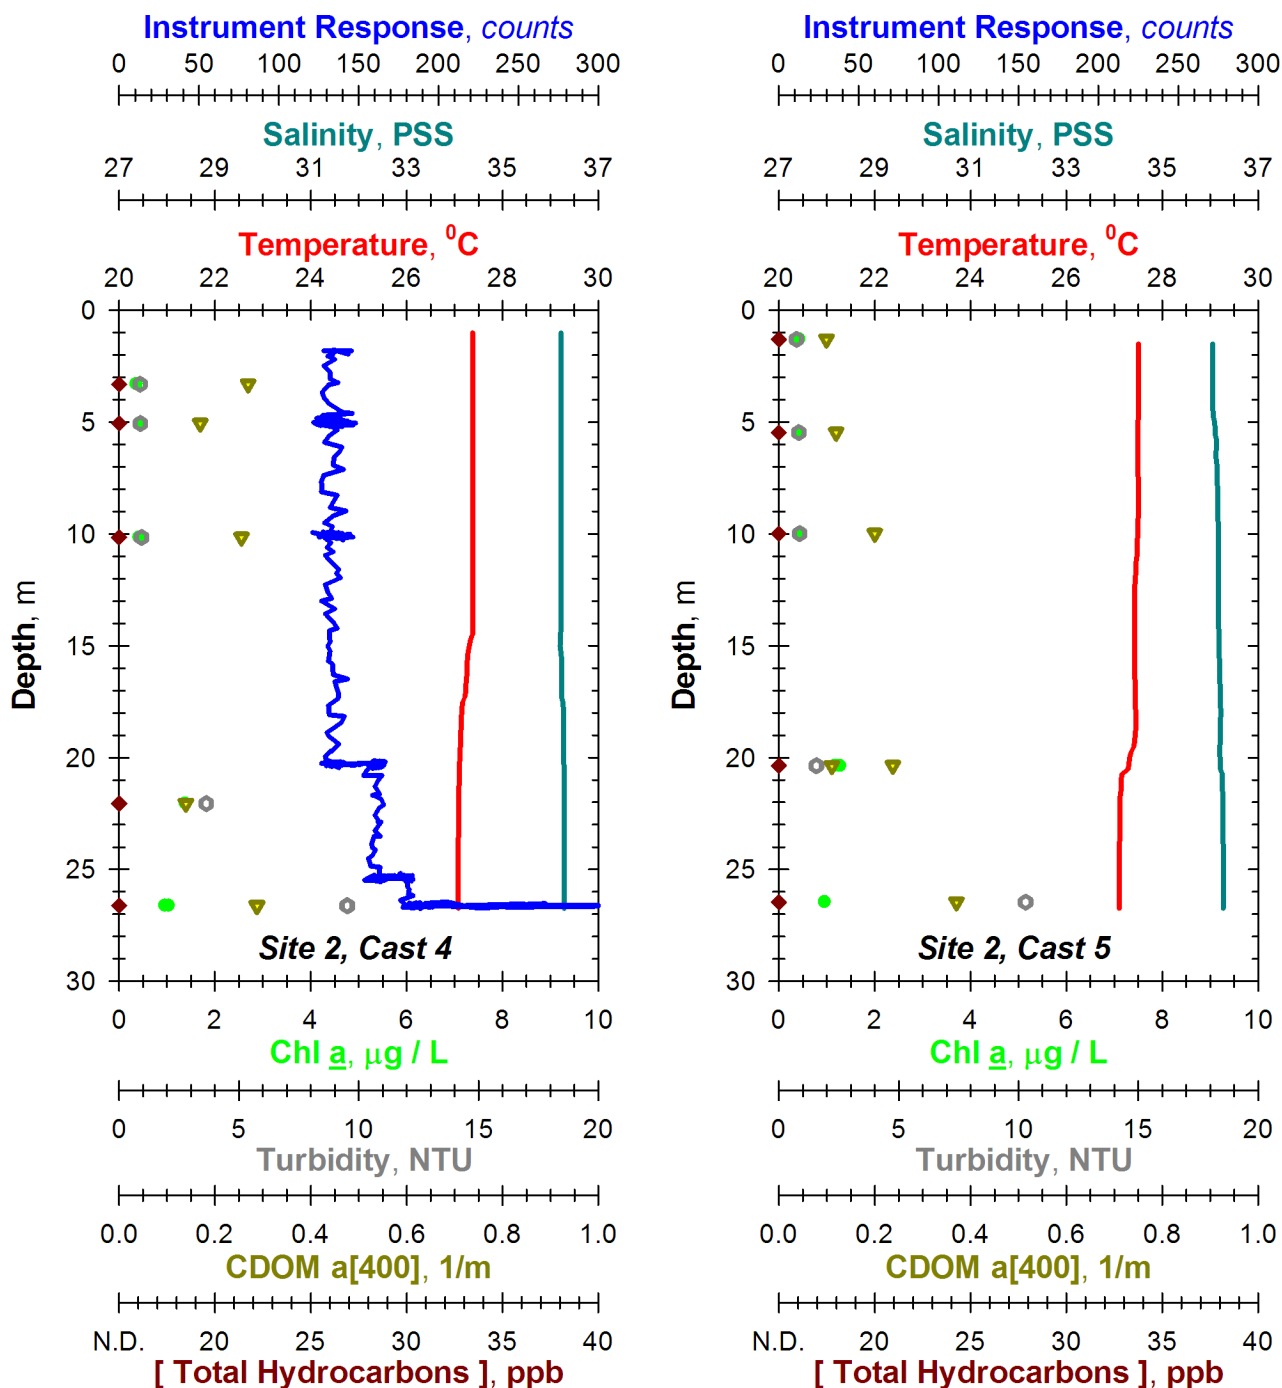 Instrument Response, counts
0 50 100 150 200 250 300
Salinity, PSS
27 29 31 33 35 37
Temperature, ⁰C
20 22 24 26 28 30
0
5
10
15
20
25
30
Depth, m
Site 2, Cast 4
0 2 4 6 8 10
Chl a, μg / L
0 5 10 15 20
Turbidity, NTU
0.0 0.2 0.4 0.6 0.8 1.0
CDOM a[400], 1/m
N.D. 20 25 30 35 40
[ Total Hydrocarbons ], ppb
Instrument Response, counts
0 50 100 150 200 250 300
Salinity, PSS
27 29 31 33 35 37
Temperature, ⁰C
20 22 24 26 28 30
0
5
10
15
20
25
30
Depth, m
Site 2, Cast 5
0 2 4 6 8 10
Chl a, μg / L
0 5 10 15 20
Turbidity, NTU
0.0 0.2 0.4 0.6 0.8 1.0
CDOM a[400], 1/m
N.D. 20 25 30 35 40
[ Total Hydrocarbons ], ppb